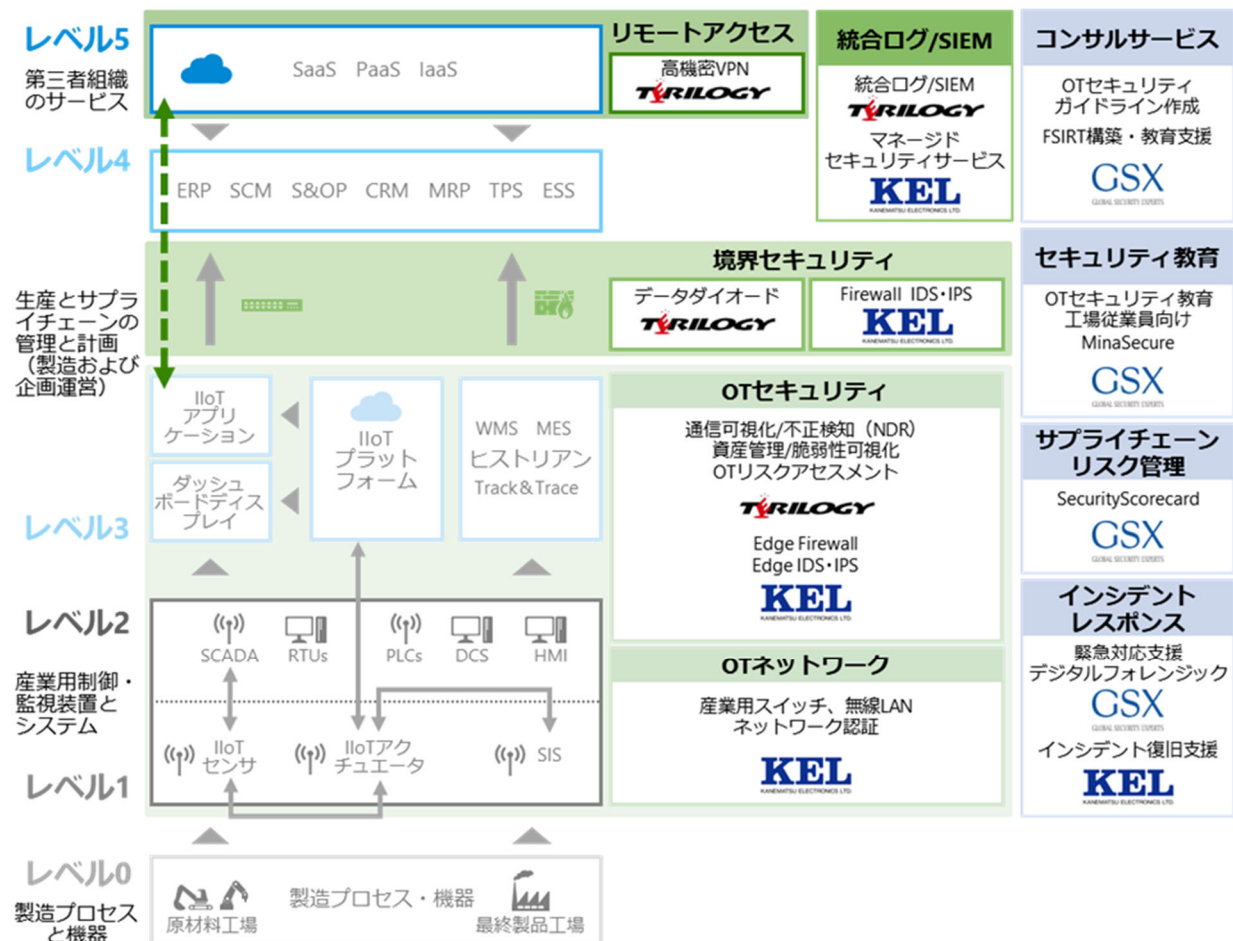 レベル5
第三者組織
のサービス
SaaS PaaS IaaS
リモートアクセス
高機密VPN
TERILOGY
統合ログ/SIEM
統合ログ/SIEM
TERILOGY
マネージド
セキュリティサービス
KEL
KANEMATSU ELECTRONICS LTD.
コンサルサービス
OTセキュリティ
ガイドライン作成
FSIRT構築・教育支援
GSX
GLOBAL SECURITY EXPERTS
レベル4
ERP SCM S&OP CRM MRP TPS ESS
生産とサプラ
イチェーンの
管理と計画
(製造および
企画運営)
境界セキュリティ
データダイオード
TERILOGY
Firewall IDS・IPS
KEL
KANEMATSU ELECTRONICS LTD.
セキュリティ教育
OTセキュリティ教育
工場従業員向け
MinaSecure
GSX
GLOBAL SECURITY EXPERTS
レベル3
IIoT
アプリ
ケーション
ダッシュ
ボードディス
プレイ
IIoT
プラット
フォーム
WMS MES
ヒストリアン
Track&Trace
OTセキュリティ
通信可視化/不正検知(NDR)
資産管理/脆弱性可視化
OTリスクアセスメント
TERILOGY
Edge Firewall
Edge IDS・IPS
KEL
KANEMATSU ELECTRONICS LTD.
サプライチェーン
リスク管理
SecurityScorecard
GSX
GLOBAL SECURITY EXPERTS
レベル2
産業用制御・
監視装置と
システム
SCADA RTUs PLCs DCS HMI
レベル1
IIoT
センサ
IIoTアク
チュエータ
SIS
OTネットワーク
産業用スイッチ、無線LAN
ネットワーク認証
KEL
KANEMATSU ELECTRONICS LTD.
インシデント
レスポンス
緊急対応支援
デジタルフォレンジック
GSX
GLOBAL SECURITY EXPERTS
インシデント復旧支援
KEL
KANEMATSU ELECTRONICS LTD.
レベル0
製造プロセス
と機器
原材料工場
製造プロセス・機器
最終製品工場